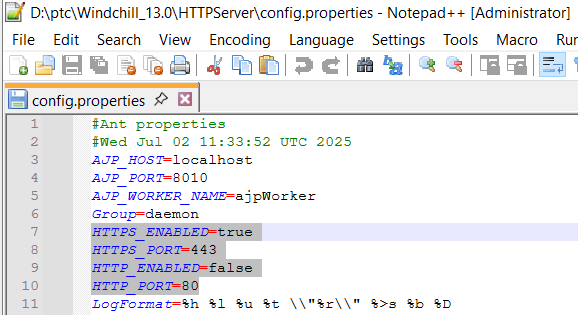 D:\ptc\Windchill_13.0\HTTPServer\config.properties - Notepad++ [Administrator]
File Edit Search View Encoding Language Settings Tools Macro Ru
config.properties
1 #Ant properties
2 #Wed Jul 02 11:33:52 UTC 2025
3 AJP_HOST=localhost
4 AJP_PORT=8010
5 AJP_WORKER_NAME=ajpWorker
6 Group=daemon
7 HTTPS_ENABLED=true
8 HTTPS_PORT=443
9 HTTP_ENABLED=false
10 HTTP_PORT=80
11 LogFormat=%h %l %u %t \\"%r\\" %>s %b %D